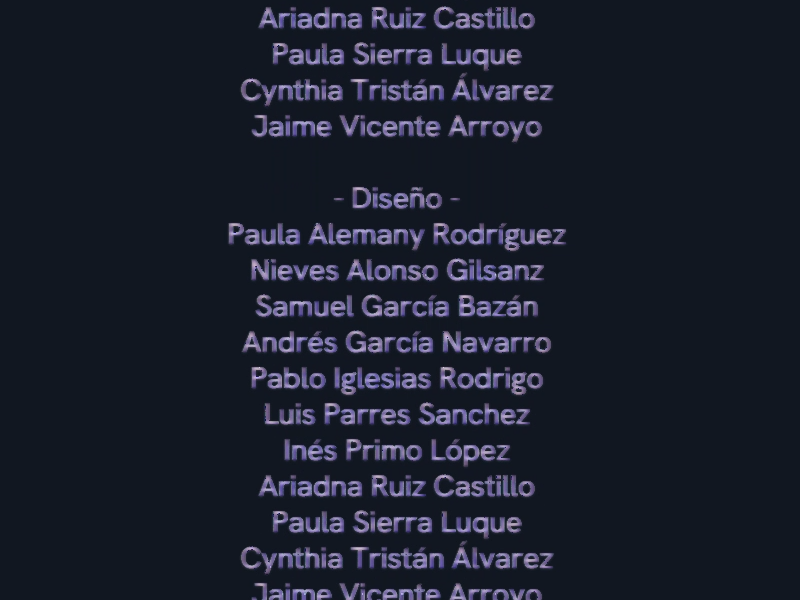 Ariadna Ruiz Castillo
Paula Sierra Luque
Cynthia Tristán Álvarez
Jaime Vicente Arroyo
- Diseño -
Paula Alemany Rodríguez
Nieves Alonso Gilsanz
Samuel García Bazán
Andrés García Navarro
Pablo Iglesias Rodrigo
Luis Parres Sanchez
Inés Primo López
Ariadna Ruiz Castillo
Paula Sierra Luque
Cynthia Tristán Álvarez
Jaime Vicente Arroyo